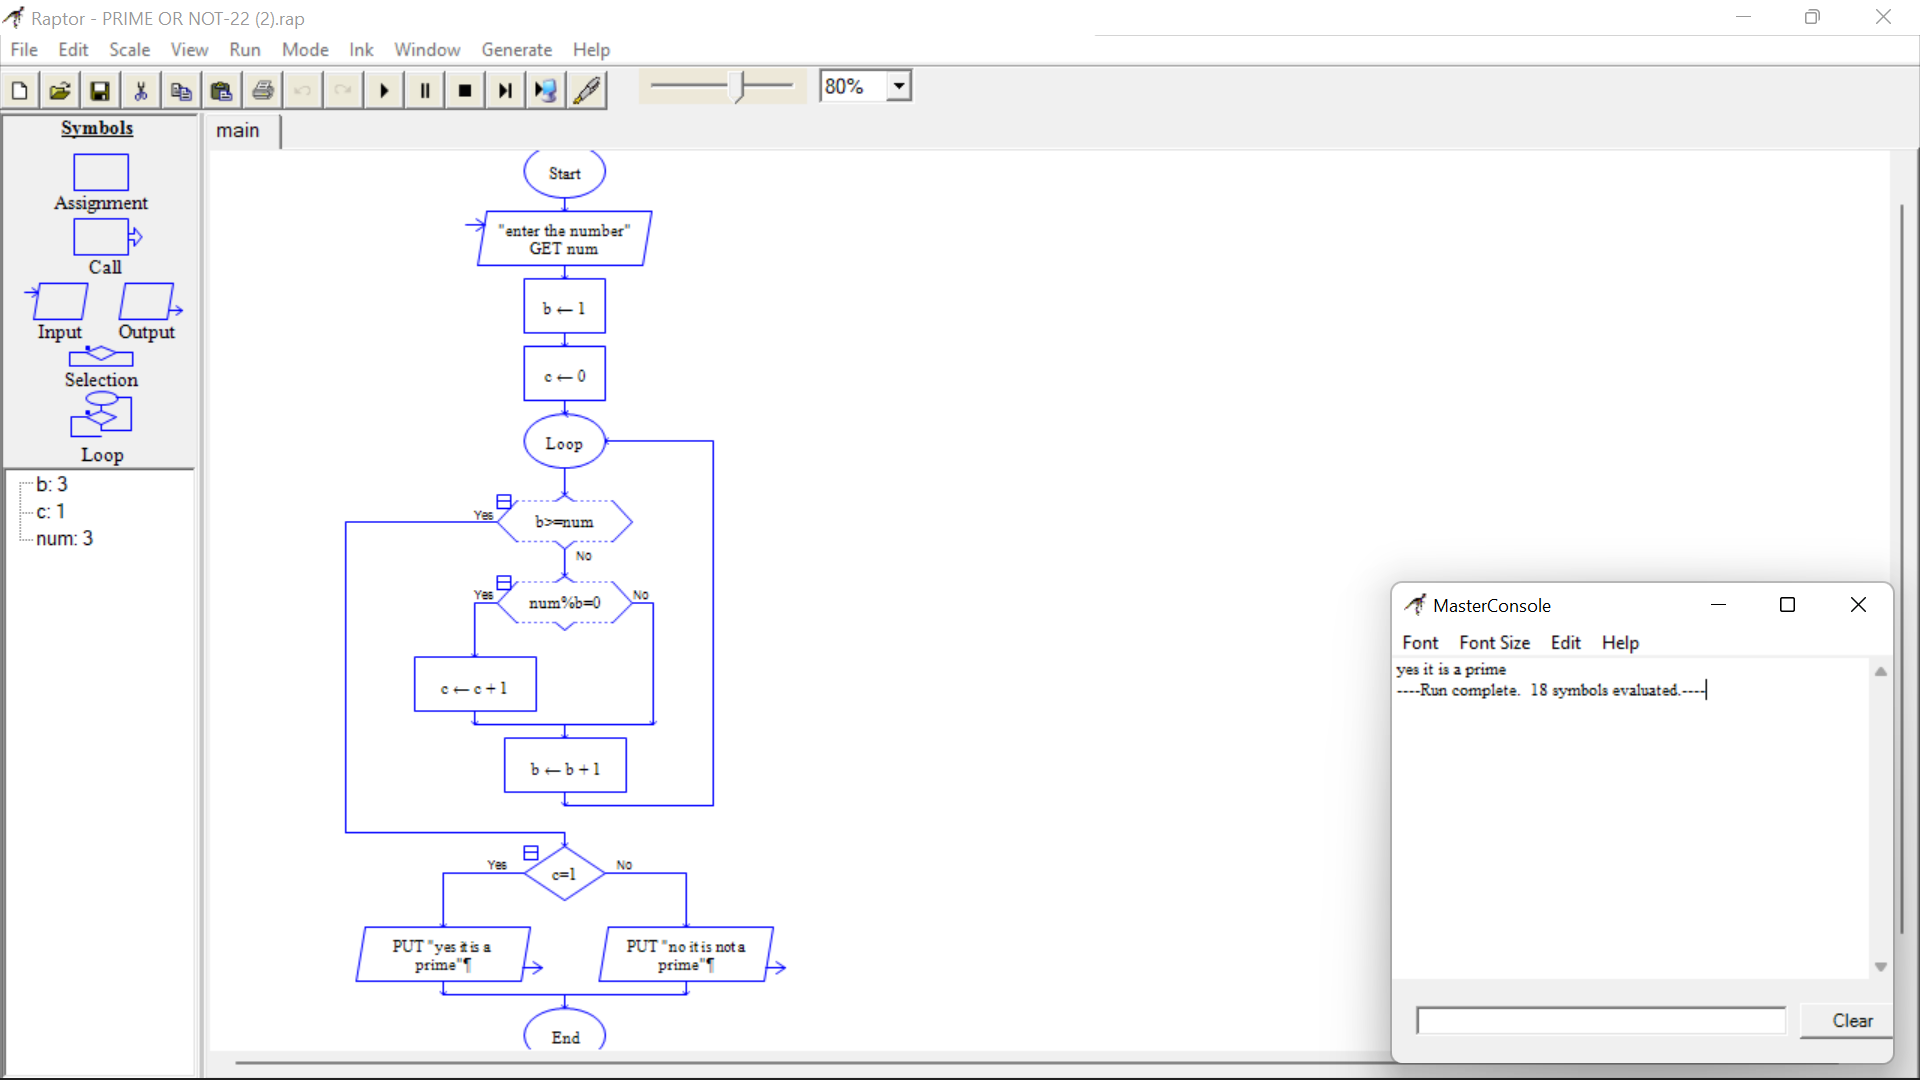 Raptor - PRIME OR NOT-22 (2).rap
File Edit Scale View Run Mode Ink Window Generate Help
80%
Symbols
Assignment
Call
Input Output
Selection
Loop
b: 3
c: 1
num: 3
main
Start
"enter the number"
GET num
b ← 1
c ← 0
Loop
Yes
b>=num
No
Yes
num%b=0
No
c ← c + 1
b ← b + 1
Yes
c=1
No
PUT "yes it is a
prime"¶
PUT "no it is not a
prime"¶
End
MasterConsole
Font Font Size Edit Help
yes it is a prime
----Run complete. 18 symbols evaluated.----
Clear